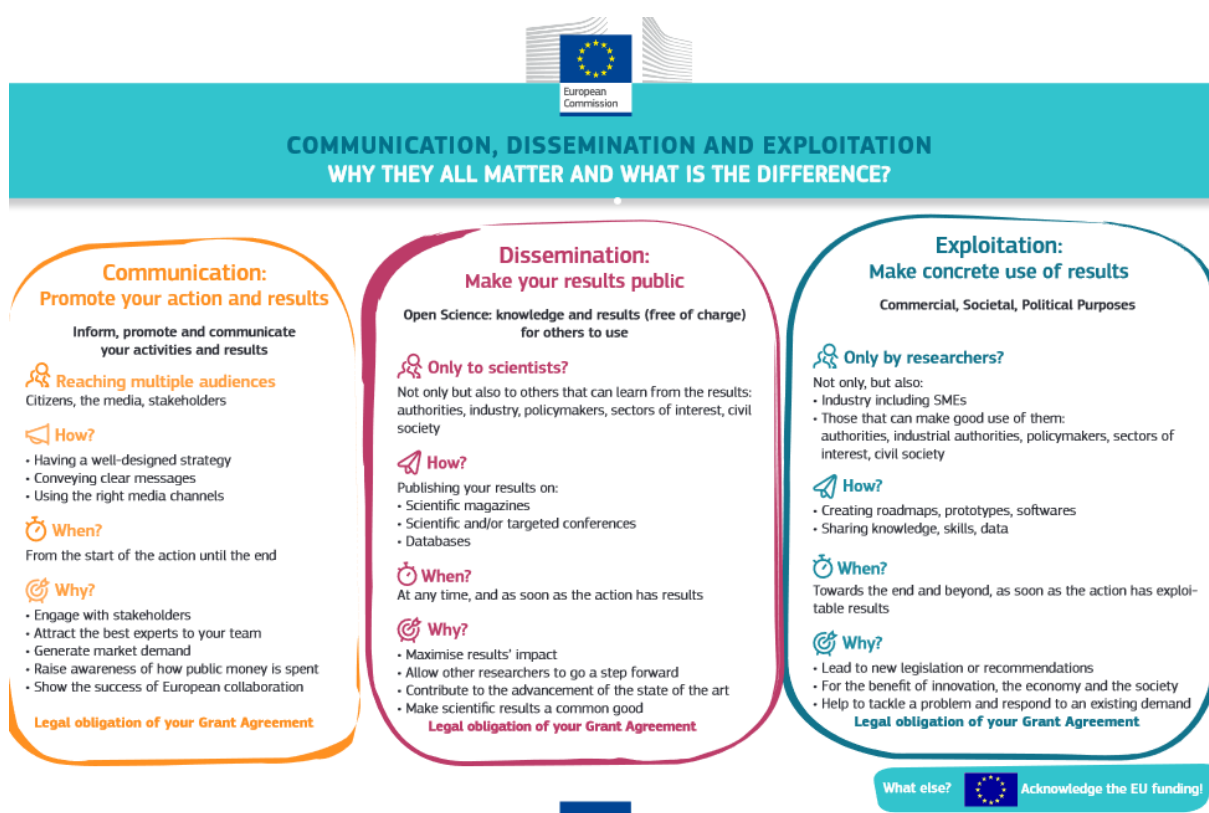 European
Commission
COMMUNICATION, DISSEMINATION AND EXPLOITATION
WHY THEY ALL MATTER AND WHAT IS THE DIFFERENCE?
Communication:
Promote your action and results
Inform, promote and communicate
your activities and results
Reaching multiple audiences
Citizens, the media, stakeholders
How?
• Having a well-designed strategy
• Conveying clear messages
• Using the right media channels
When?
From the start of the action until the end
Why?
• Engage with stakeholders
• Attract the best experts to your team
• Generate market demand
• Raise awareness of how public money is spent
• Show the success of European collaboration
Legal obligation of your Grant Agreement
Dissemination:
Make your results public
Open Science: knowledge and results (free of charge)
for others to use
Only to scientists?
Not only but also to others that can learn from the results:
authorities, industry, policymakers, sectors of interest, civil
society
How?
Publishing your results on:
• Scientific magazines
• Scientific and/or targeted conferences
• Databases
When?
At any time, and as soon as the action has results
Why?
• Maximise results' impact
• Allow other researchers to go a step forward
• Contribute to the advancement of the state of the art
• Make scientific results a common good
Legal obligation of your Grant Agreement
Exploitation:
Make concrete use of results
Commercial, Societal, Political Purposes
Only by researchers?
Not only, but also:
• Industry including SMEs
• Those that can make good use of them:
authorities, industrial authorities, policymakers, sectors of
interest, civil society
How?
• Creating roadmaps, prototypes, softwares
• Sharing knowledge, skills, data
When?
Towards the end and beyond, as soon as the action has exploi-
table results
Why?
• Lead to new legislation or recommendations
• For the benefit of innovation, the economy and the society
• Help to tackle a problem and respond to an existing demand
Legal obligation of your Grant Agreement
What else? Acknowledge the EU funding!